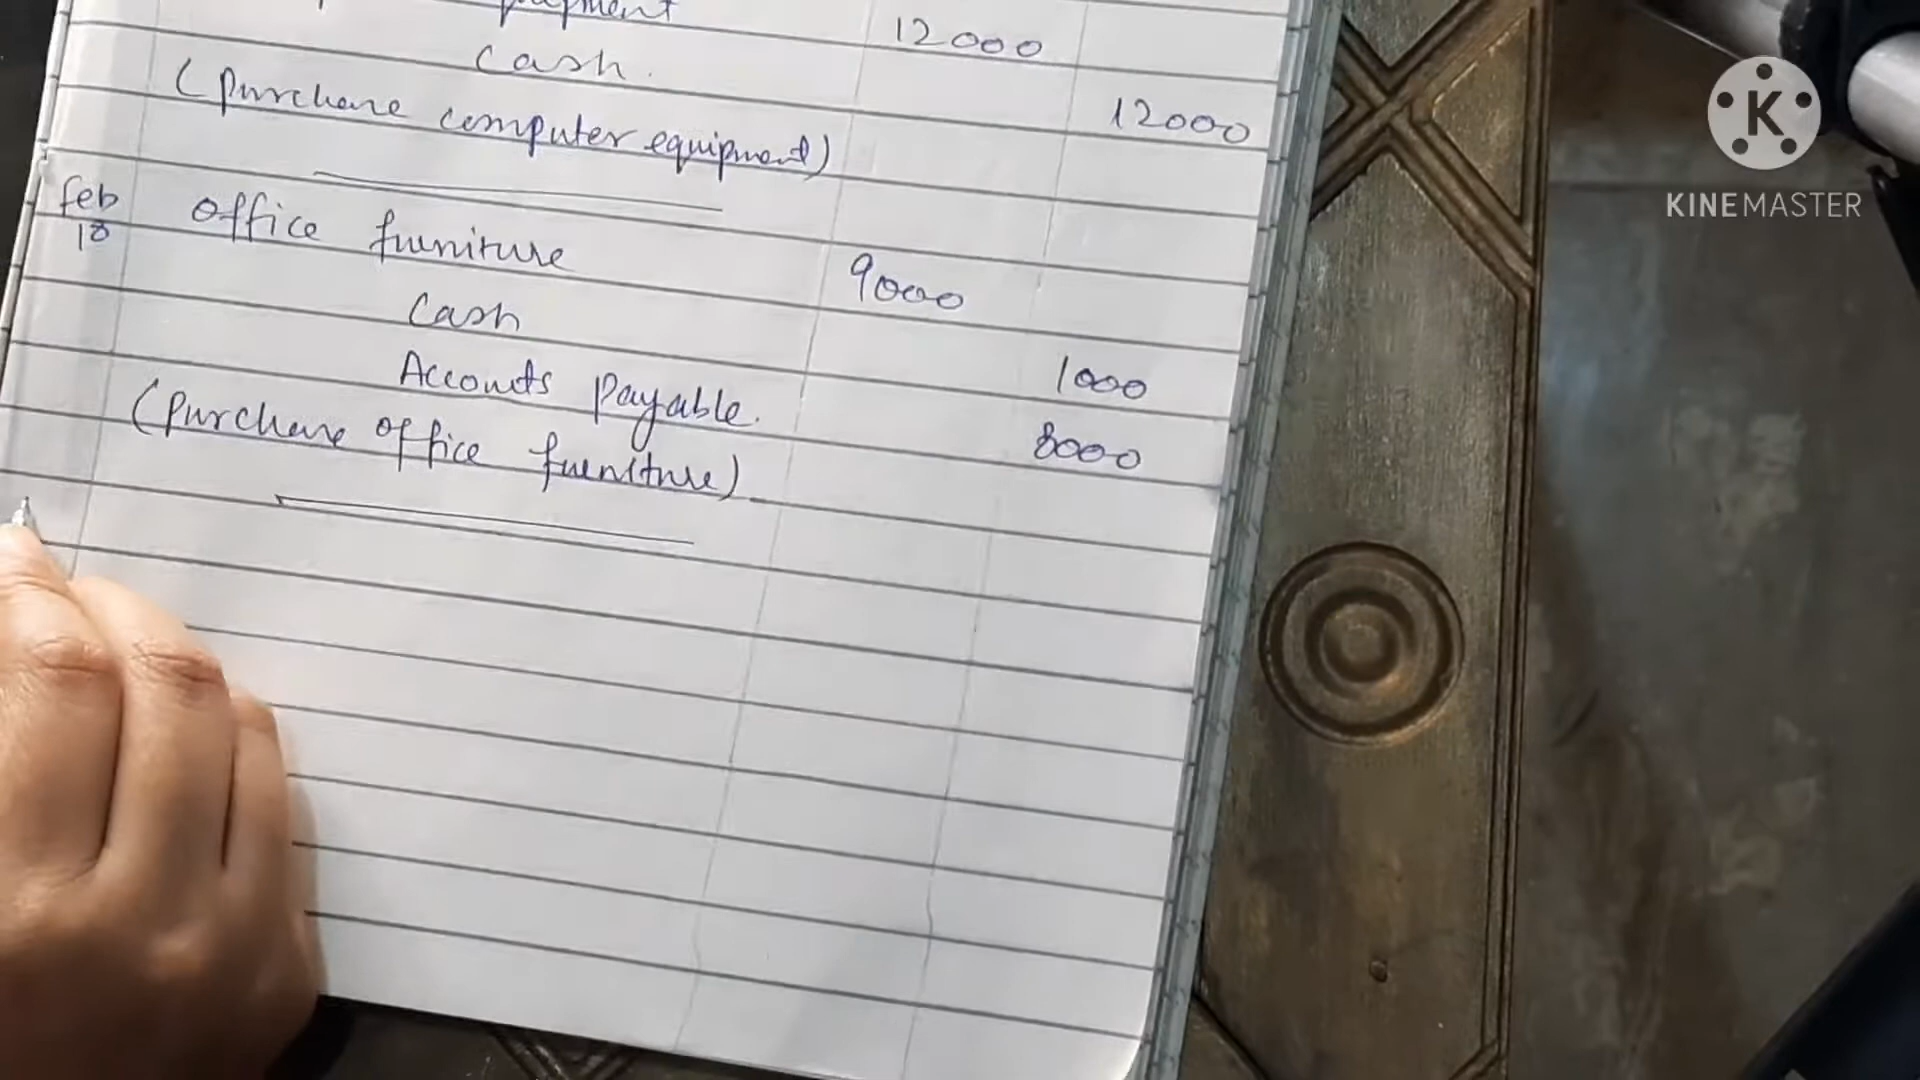 12000
Cash.
12000
(Purchase computer equipment)
Feb
18
Office furniture
9000
Cash
1000
Accounts Payable.
8000
(Purchase office furniture)
K
KINEMASTER